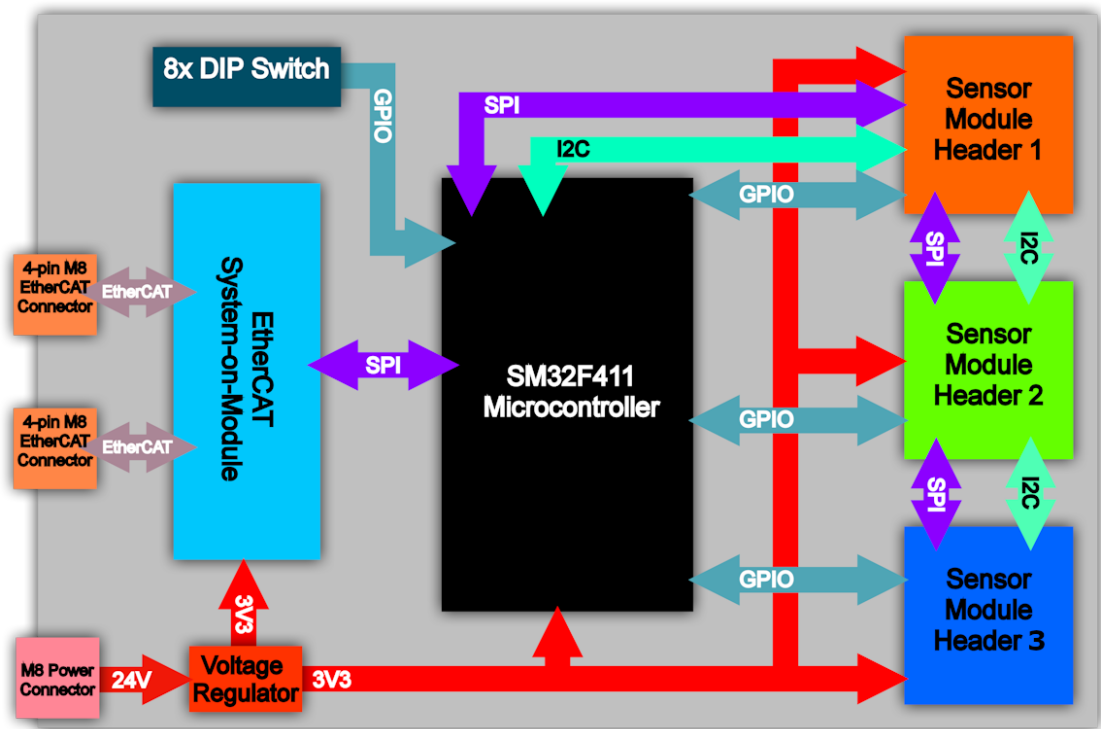 8x DIP Switch
GPIO
SPI
I2C
Sensor
Module
Header 1
GPIO
SPI
I2C
4-pin M8
EtherCAT
Connector
EtherCAT
EtherCAT
System-on-Module
SPI
SM32F411
Microcontroller
Sensor
Module
Header 2
GPIO
4-pin M8
EtherCAT
Connector
EtherCAT
SPI
I2C
GPIO
Sensor
Module
Header 3
3V3
M8 Power
Connector
24V
Voltage
Regulator
3V3